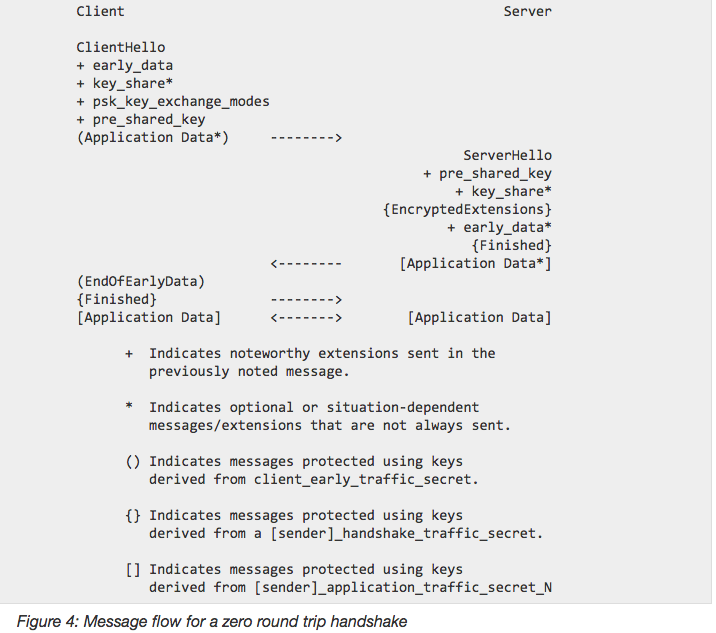 Client Server
ClientHello
+ early_data
+ key_share*
+ psk_key_exchange_modes
+ pre_shared_key
(Application Data*) -------->
ServerHello
+ pre_shared_key
+ key_share*
{EncryptedExtensions}
+ early_data*
{Finished}
<-------- [Application Data*]
(EndOfEarlyData)
{Finished} -------->
[Application Data] <-------> [Application Data]
+ Indicates noteworthy extensions sent in the
previously noted message.
* Indicates optional or situation-dependent
messages/extensions that are not always sent.
() Indicates messages protected using keys
derived from client_early_traffic_secret.
{} Indicates messages protected using keys
derived from a [sender]_handshake_traffic_secret.
[] Indicates messages protected using keys
derived from [sender]_application_traffic_secret_N
Figure 4: Message flow for a zero round trip handshake